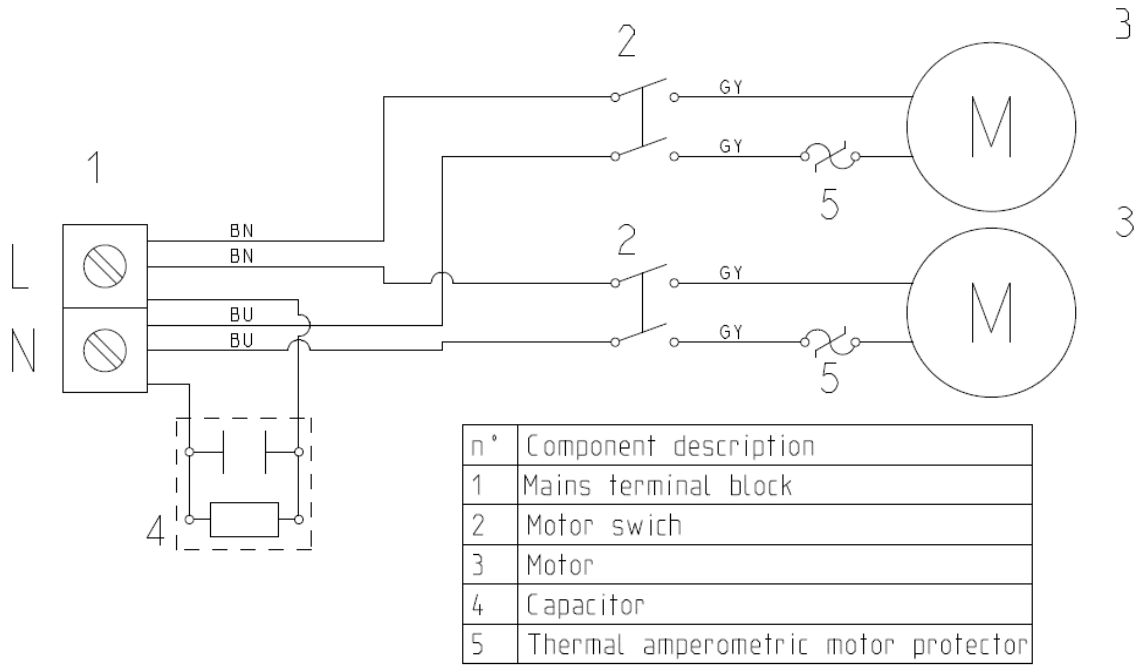 2
3
GY
GY
5
1
BN
BN
L
BU
BU
N
2
3
GY
GY
5
M
M
4
n° Component description
1 Mains terminal block
2 Motor swich
3 Motor
4 Capacitor
5 Thermal amperometric motor protector